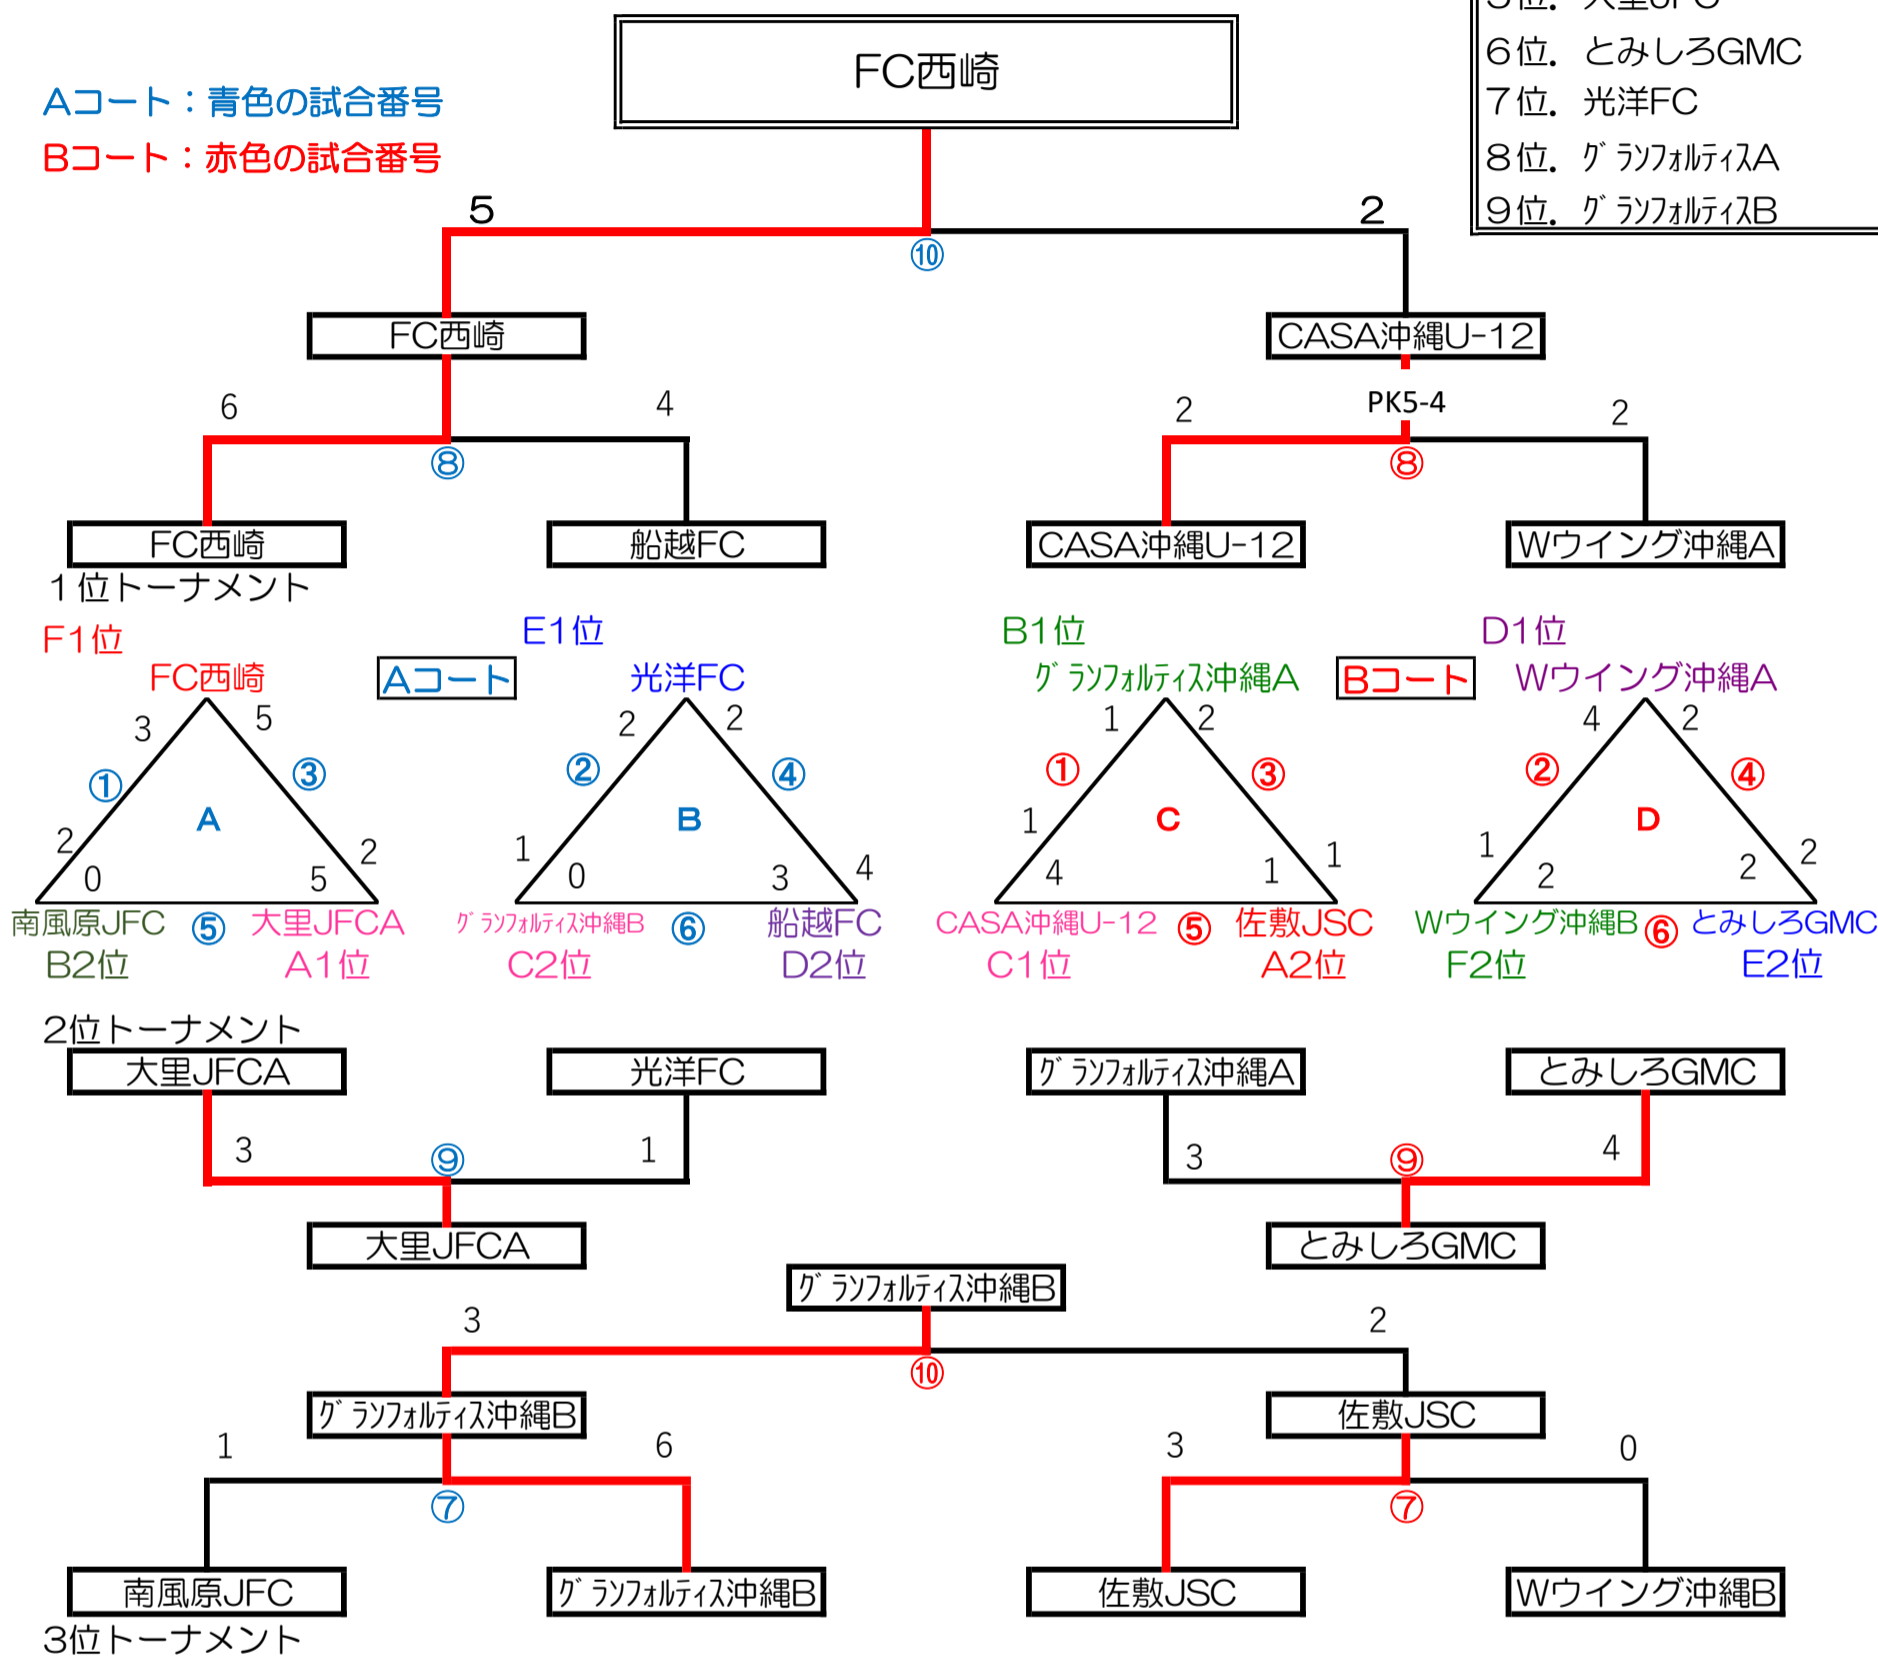 5位．大里JFC
FC西崎
6位．とみしろGMC
Aコート：青色の試合番号
7位．光洋FC
Bコート：赤色の試合番号
8位．グランフォルティスA
9位．グランフォルティスB
5 2
⑩
FC西崎 CASA沖縄U-12
6 4 2 PK5-4 2
⑧ ⑧
FC西崎 船越FC CASA沖縄U-12 Wウイング沖縄A
1位トーナメント
F1位 E1位 B1位 D1位
FC西崎 Aコート 光洋FC グランフォルティス沖縄A Bコート Wウイング沖縄A
3 5 2 2 1 2 4 2
① ③ ② ④ ① ③ ② ④
A B C D
2 2 1 4 1 1 1 2
0 5 0 3 4 1 2 2
南風原JFC ⑤ 大里JFCA グランフォルティス沖縄B ⑥ 船越FC CASA沖縄U-12 ⑤ 佐敷JSC Wウイング沖縄B ⑥ とみしろGMC
B2位 A1位 C2位 D2位 C1位 A2位 F2位 E2位
2位トーナメント
大里JFCA 光洋FC グランフォルティス沖縄A とみしろGMC
3 ⑨ 1 3 ⑨ 4
大里JFCA とみしろGMC
グランフォルティス沖縄B
3 2
⑩
グランフォルティス沖縄B 佐敷JSC
1 6 3 0
⑦ ⑦
南風原JFC グランフォルティス沖縄B 佐敷JSC Wウイング沖縄B
3位トーナメント